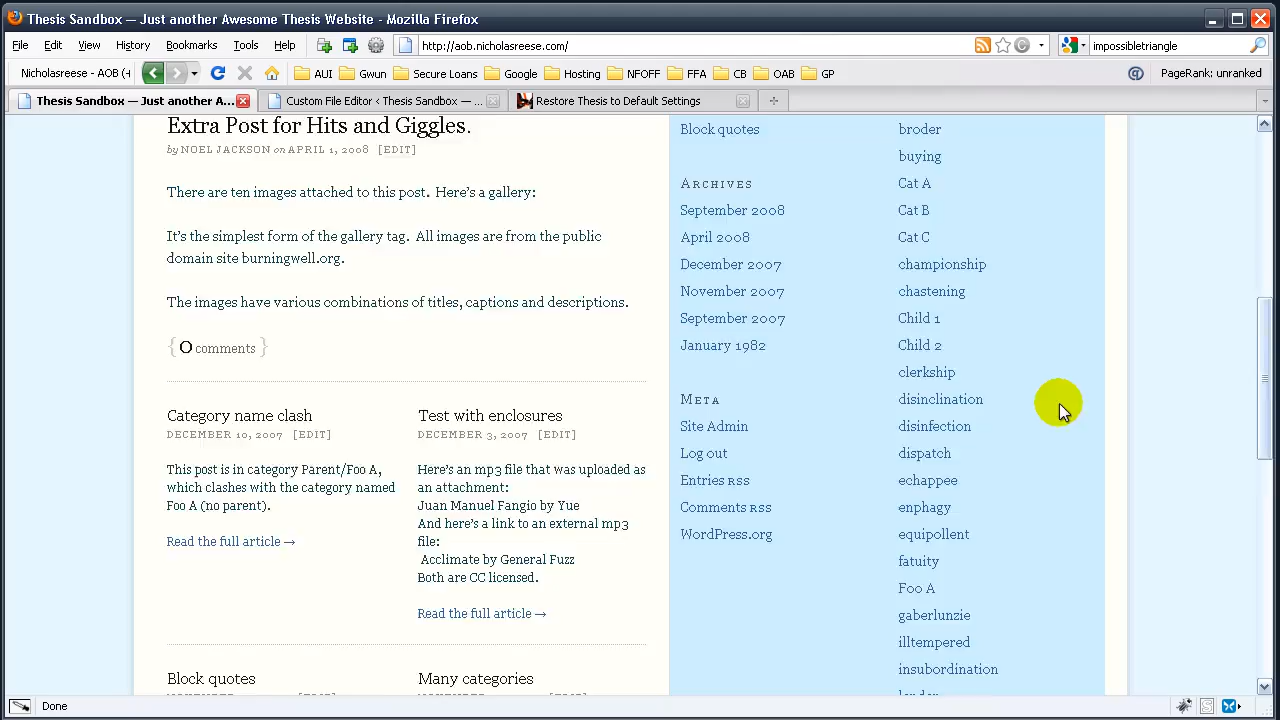 Thesis Sandbox — Just another Awesome Thesis Website - Mozilla Firefox
File Edit View History Bookmarks Tools Help
http://aob.nicholasreese.com/
impossibletriangle
Nicholasreese - AOB (+
AUI Gwun Secure Loans Google Hosting NFOFF FFA CB OAB GP
PageRank: unranked
Thesis Sandbox — Just another A...
Custom File Editor ‹ Thesis Sandbox — ...
Restore Thesis to Default Settings
Extra Post for Hits and Giggles.
by NOEL JACKSON on APRIL 1, 2008 [EDIT]
There are ten images attached to this post. Here's a gallery:
It's the simplest form of the gallery tag. All images are from the public
domain site burningwell.org.
The images have various combinations of titles, captions and descriptions.
{ 0 comments }
Category name clash
DECEMBER 10, 2007 [EDIT]
This post is in category Parent/Foo A,
which clashes with the category named
Foo A (no parent).
Read the full article →
Test with enclosures
DECEMBER 3, 2007 [EDIT]
Here's an mp3 file that was uploaded as
an attachment:
Juan Manuel Fangio by Yue
And here's a link to an external mp3
file:
Acclimate by General Fuzz
Both are CC licensed.
Read the full article →
Block quotes
Many categories
Block quotes
Archives
September 2008
April 2008
December 2007
November 2007
September 2007
January 1982
Meta
Site Admin
Log out
Entries RSS
Comments RSS
WordPress.org
broder
buying
Cat A
Cat B
Cat C
championship
chastening
Child 1
Child 2
clerkship
disinclination
disinfection
dispatch
echappee
enphagy
equipollent
fatuity
Foo A
gaberlunzie
illtempered
insubordination
Done